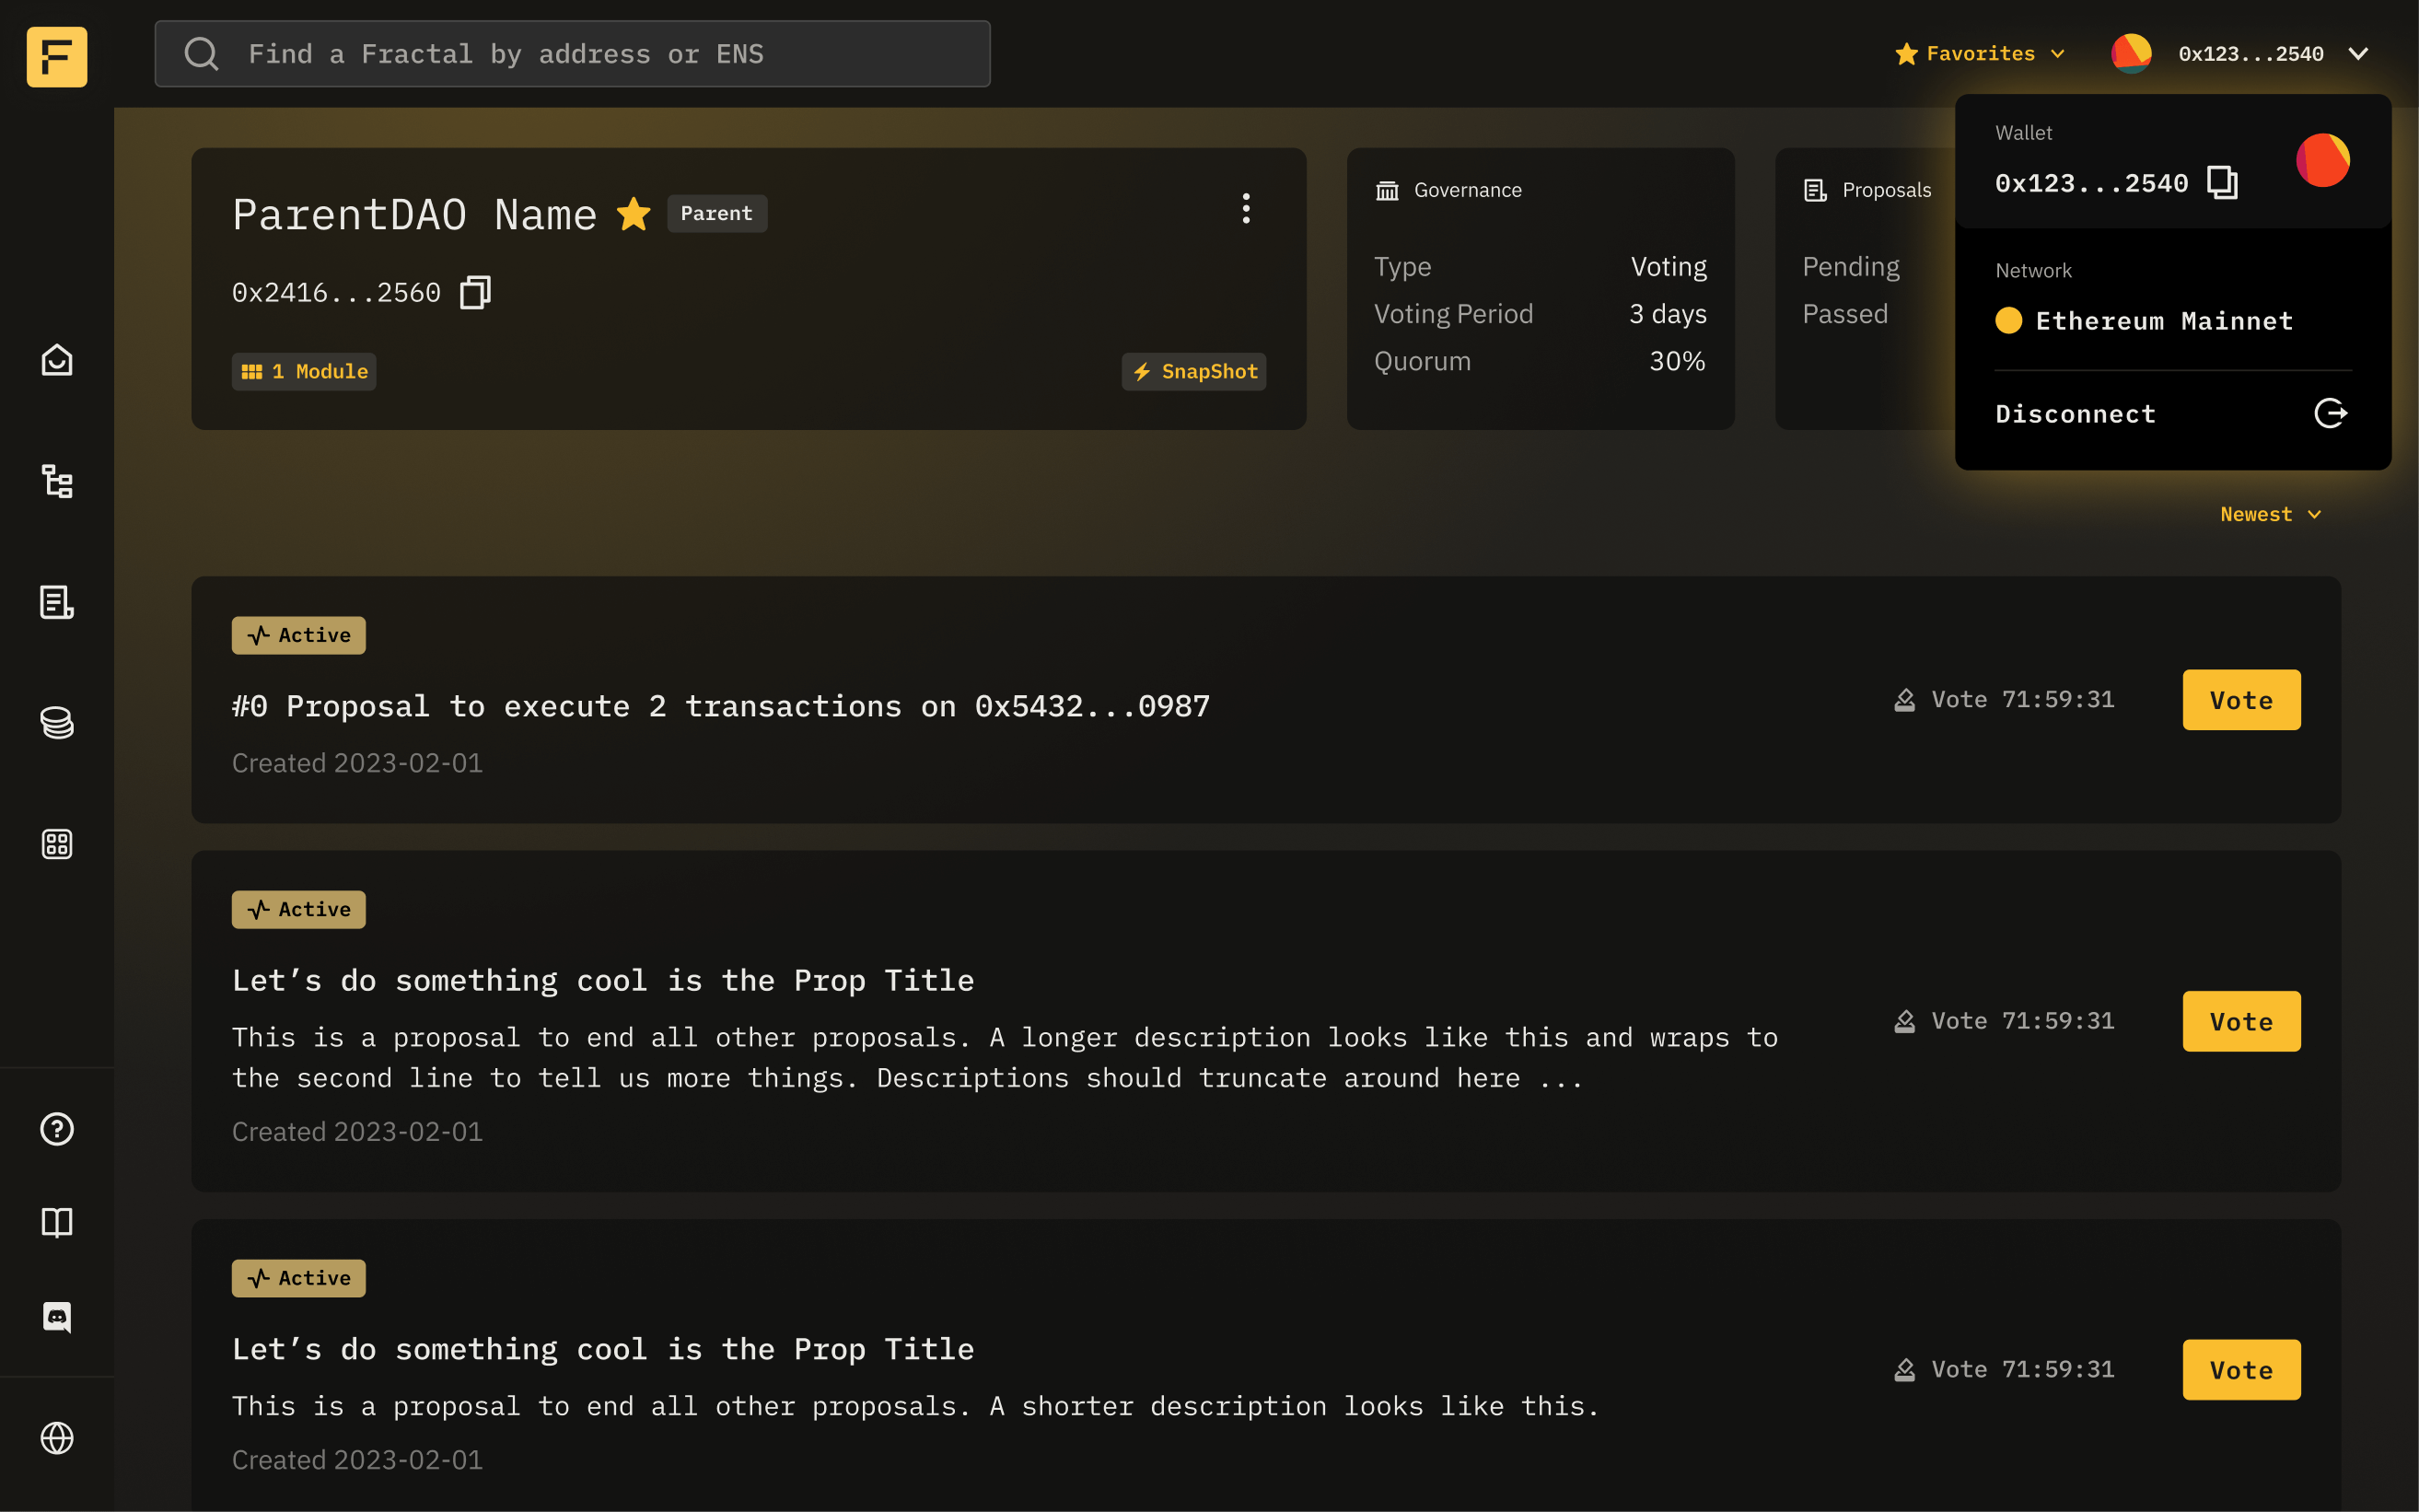 F
Find a Fractal by address or ENS
Favorites
0x123...2540
Wallet
0x123...2540
Network
Ethereum Mainnet
Disconnect
ParentDAO Name
Parent
0x2416...2560
1 Module
SnapShot
Governance
Type Voting
Voting Period 3 days
Quorum 30%
Proposals
Pending
Passed
Newest
Active
#0 Proposal to execute 2 transactions on 0x5432...0987
Created 2023-02-01
Vote 71:59:31
Vote
Active
Let’s do something cool is the Prop Title
This is a proposal to end all other proposals. A longer description looks like this and wraps to
the second line to tell us more things. Descriptions should truncate around here ...
Created 2023-02-01
Vote 71:59:31
Vote
Active
Let’s do something cool is the Prop Title
This is a proposal to end all other proposals. A shorter description looks like this.
Created 2023-02-01
Vote 71:59:31
Vote